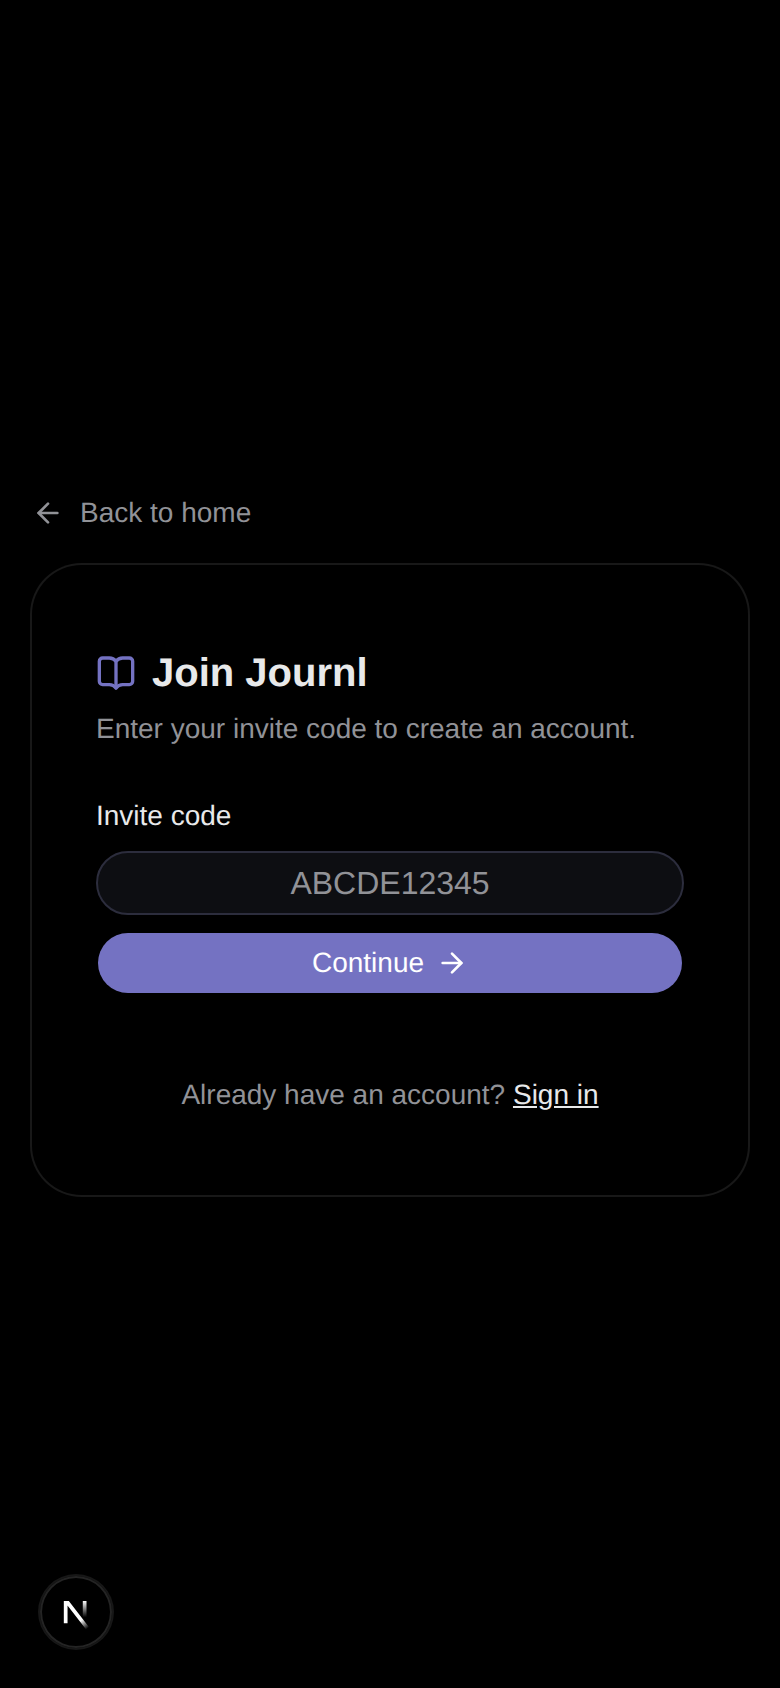 Back to home
Join Journl
Enter your invite code to create an account.
Invite code
ABCDE12345
Continue
Already have an account? Sign in
N